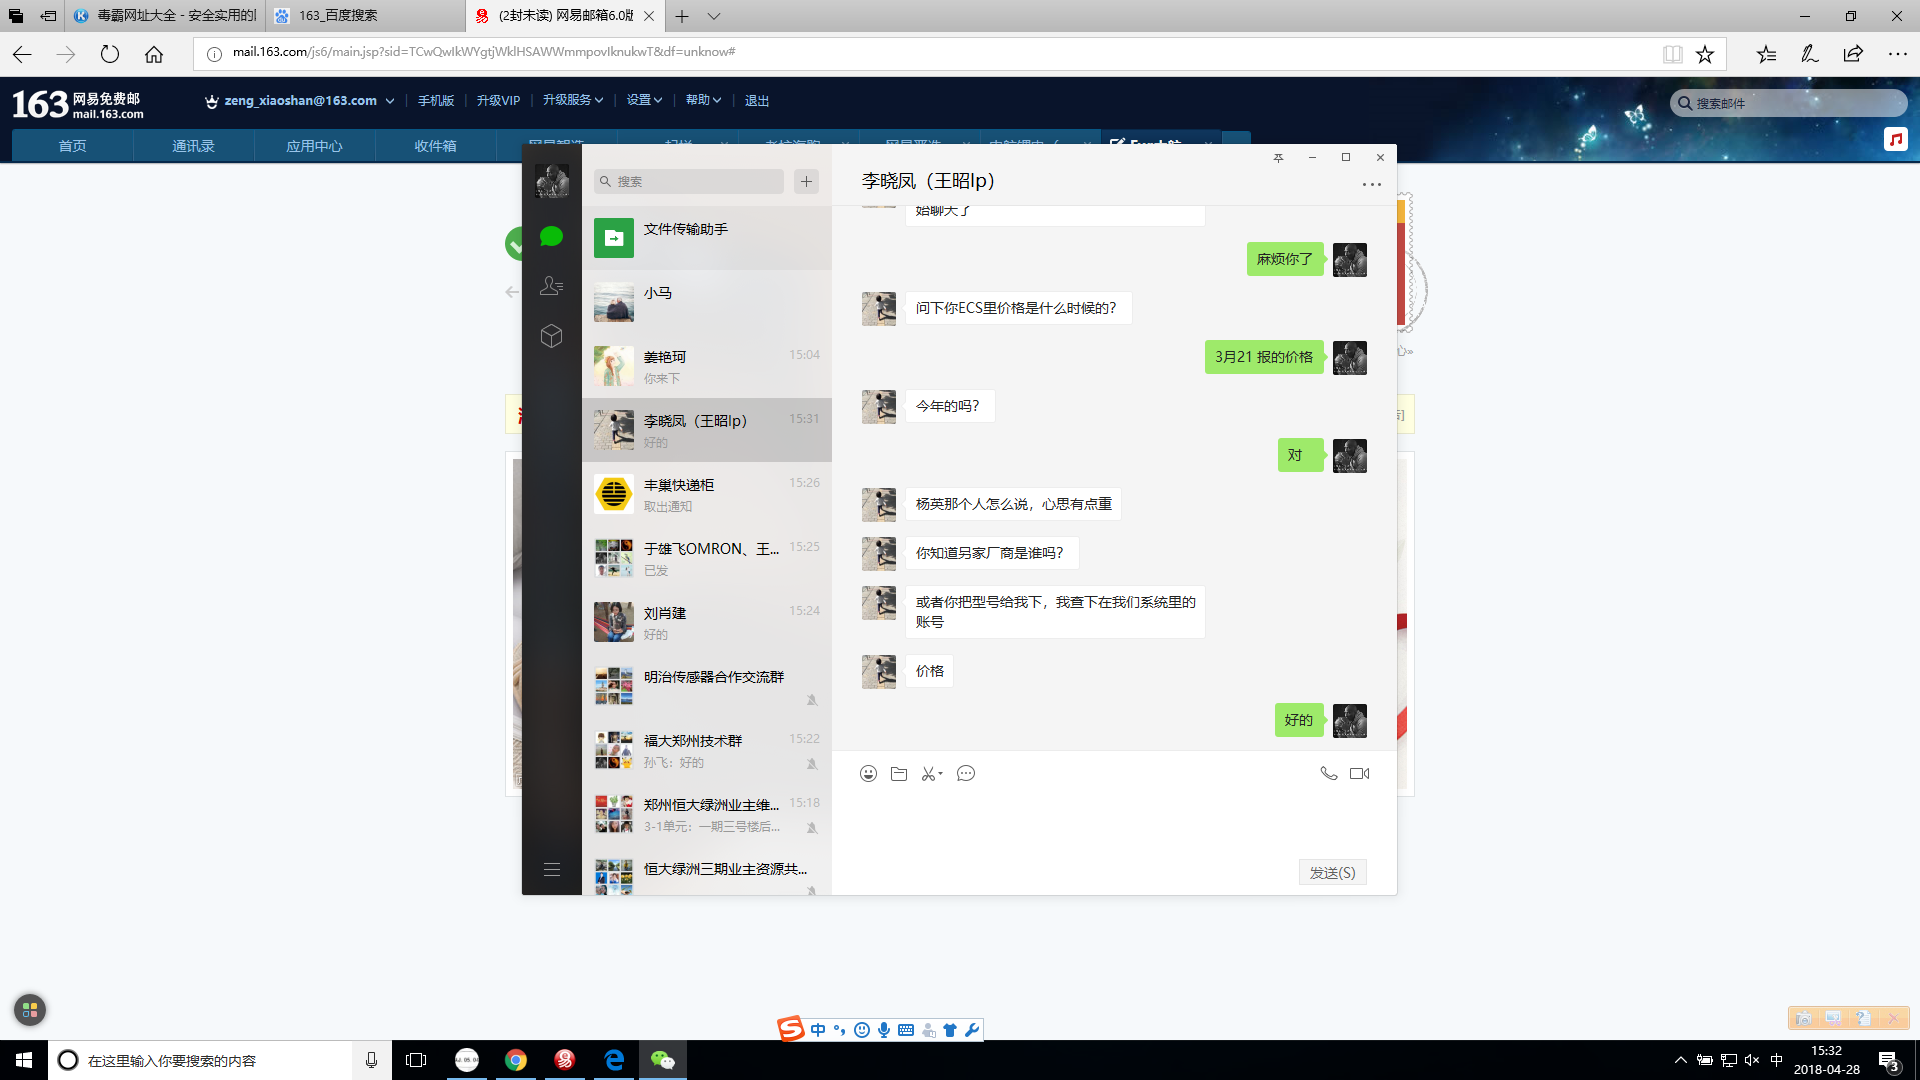 毒霸网址大全 - 安全实用的
163_百度搜索
(2封未读) 网易邮箱6.0版
mail.163.com/js6/main.jsp?sid=TCwQwIkWYgtjWklHSAWWmmpovIknukwT&df=unknow#
163 网易免费邮
mail.163.com
zeng_xiaoshan@163.com
手机版
升级VIP
升级服务
设置
帮助
退出
搜索邮件
首页
通讯录
应用中心
收件箱
搜索
李晓凤（王昭lp）
文件传输助手
小马
姜艳珂 15:04
你来下
李晓凤（王昭lp） 15:31
好的
丰巢快递柜 15:26
取出通知
于雄飞OMRON、王... 15:25
已发
刘肖建 15:24
好的
明治传感器合作交流群
福大郑州技术群 15:22
孙飞：好的
郑州恒大绿洲业主维... 15:18
3-1单元：一期三号楼后...
恒大绿洲三期业主资源共...
始聊天了
麻烦你了
问下你ECS里价格是什么时候的？
3月21 报的价格
今年的吗？
对
杨英那个人怎么说，心思有点重
你知道另家厂商是谁吗？
或者你把型号给我下，我查下在我们系统里的
账号
价格
好的
发送(S)
中
在这里输入你要搜索的内容
中
15:32
2018-04-28
3